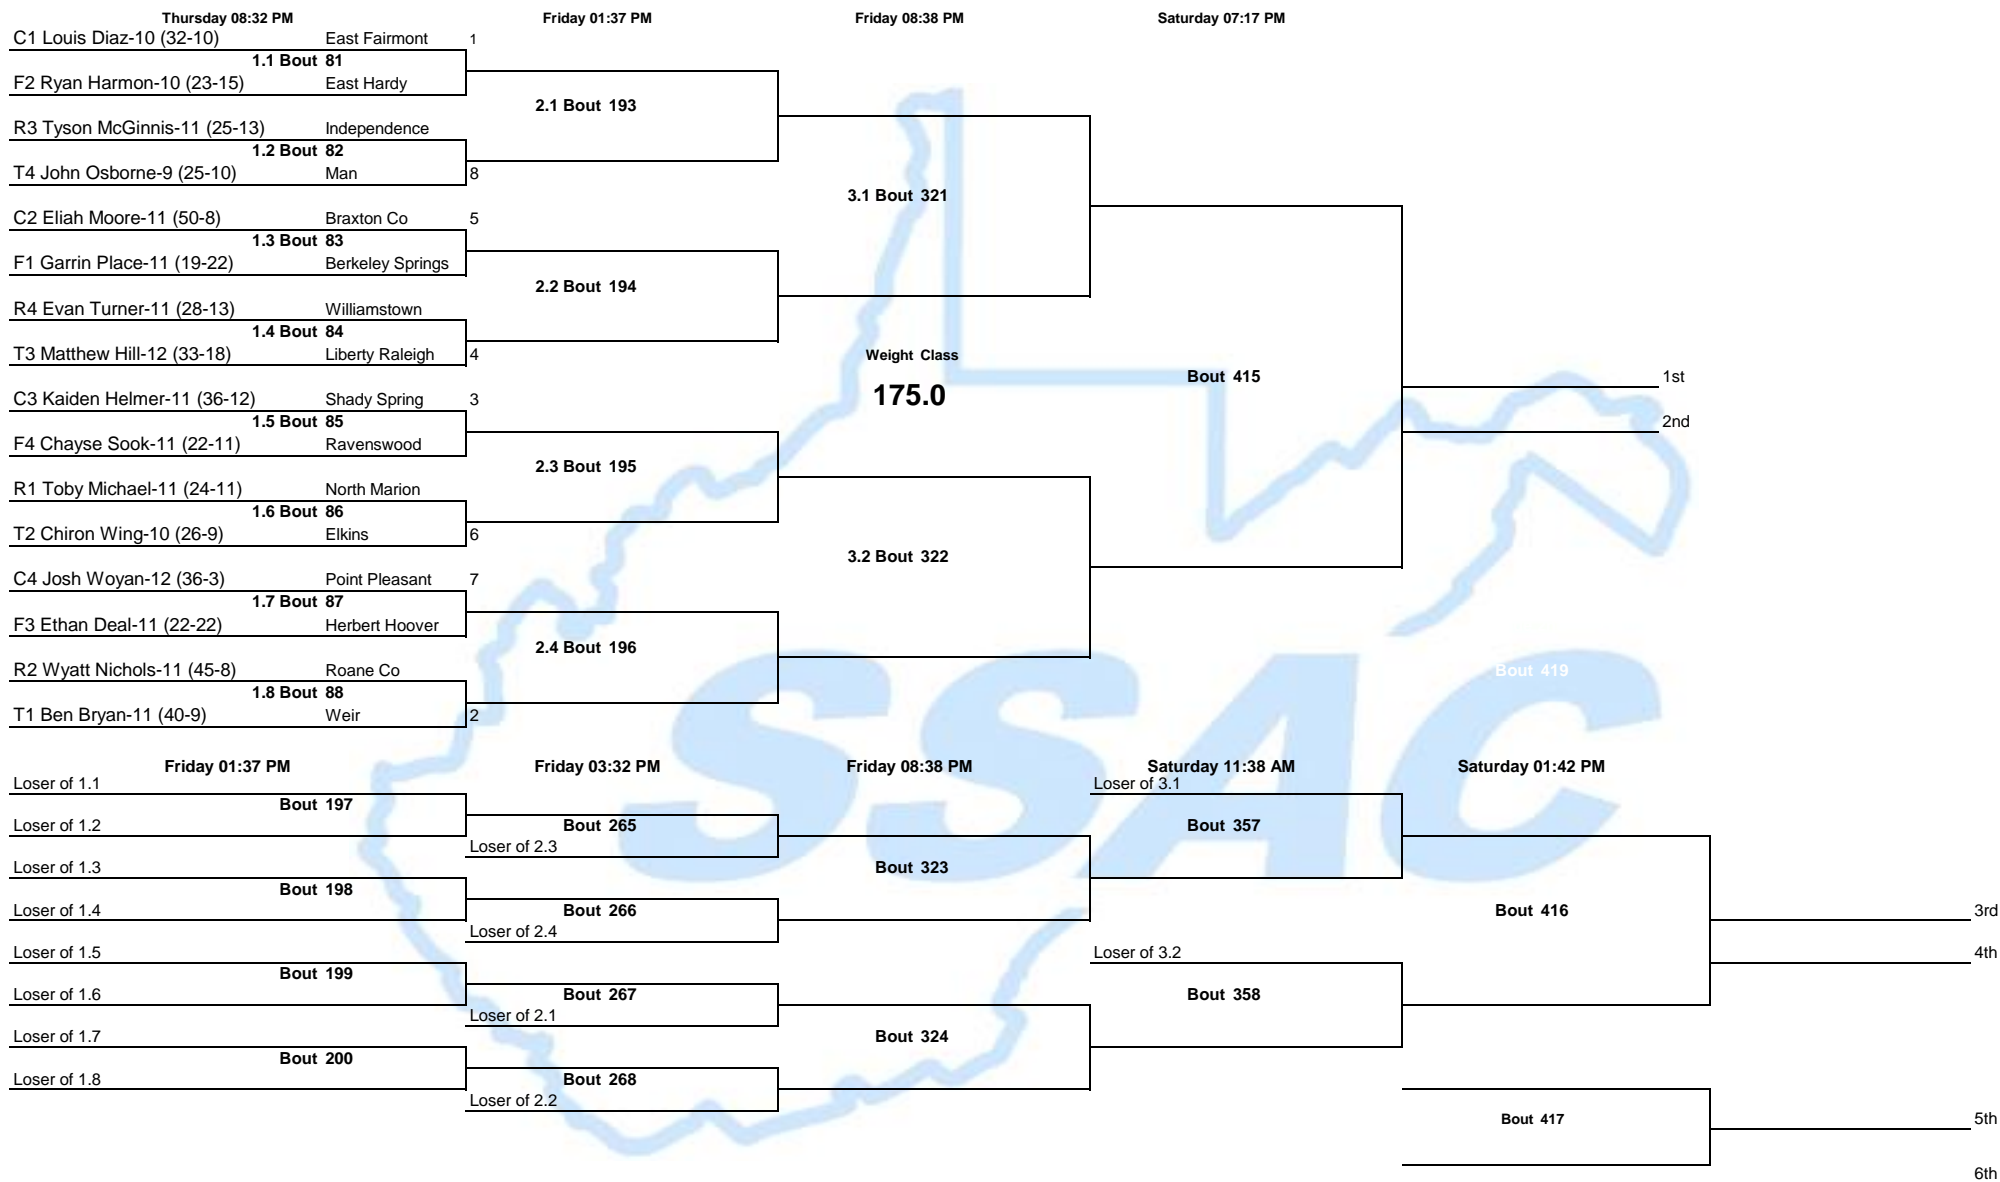 Thursday 08:32 PM Friday 01:37 PM Friday 08:38 PM Saturday 07:17 PM
C1 Louis Diaz-10 (32-10) East Fairmont 1
1.1 Bout 81
F2 Ryan Harmon-10 (23-15) East Hardy
2.1 Bout 193
R3 Tyson McGinnis-11 (25-13) Independence
1.2 Bout 82
T4 John Osborne-9 (25-10) Man 8
3.1 Bout 321
C2 Eliah Moore-11 (50-8) Braxton Co 5
1.3 Bout 83
F1 Garrin Place-11 (19-22) Berkeley Springs
2.2 Bout 194
R4 Evan Turner-11 (28-13) Williamstown
1.4 Bout 84
T3 Matthew Hill-12 (33-18) Liberty Raleigh 4
Weight Class
Bout 415
1st
175.0
C3 Kaiden Helmer-11 (36-12) Shady Spring 3
1.5 Bout 85
2nd
F4 Chayse Sook-11 (22-11) Ravenswood
2.3 Bout 195
R1 Toby Michael-11 (24-11) North Marion
1.6 Bout 86
T2 Chiron Wing-10 (26-9) Elkins 6
3.2 Bout 322
C4 Josh Woyan-12 (36-3) Point Pleasant 7
1.7 Bout 87
F3 Ethan Deal-11 (22-22) Herbert Hoover
2.4 Bout 196
R2 Wyatt Nichols-11 (45-8) Roane Co
Bout 419
1.8 Bout 88
T1 Ben Bryan-11 (40-9) Weir 2
SSAC
Friday 01:37 PM Friday 03:32 PM Friday 08:38 PM Saturday 11:38 AM Saturday 01:42 PM
Loser of 1.1 Loser of 3.1
Bout 197
Loser of 1.2 Bout 265 Bout 357
Loser of 2.3
Loser of 1.3 Bout 323
Bout 198
Loser of 1.4 Bout 266 Bout 416 3rd
Loser of 2.4
Loser of 1.5 Loser of 3.2 4th
Bout 199
Loser of 1.6 Bout 267 Bout 358
Loser of 2.1
Loser of 1.7 Bout 324
Bout 200
Loser of 1.8 Bout 268
Loser of 2.2
Bout 417 5th
6th